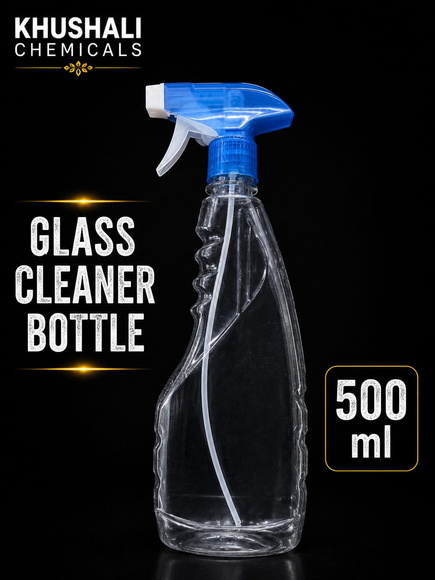 KHUSHALI
CHEMICALS
GLASS
CLEANER
BOTTLE
500
ml